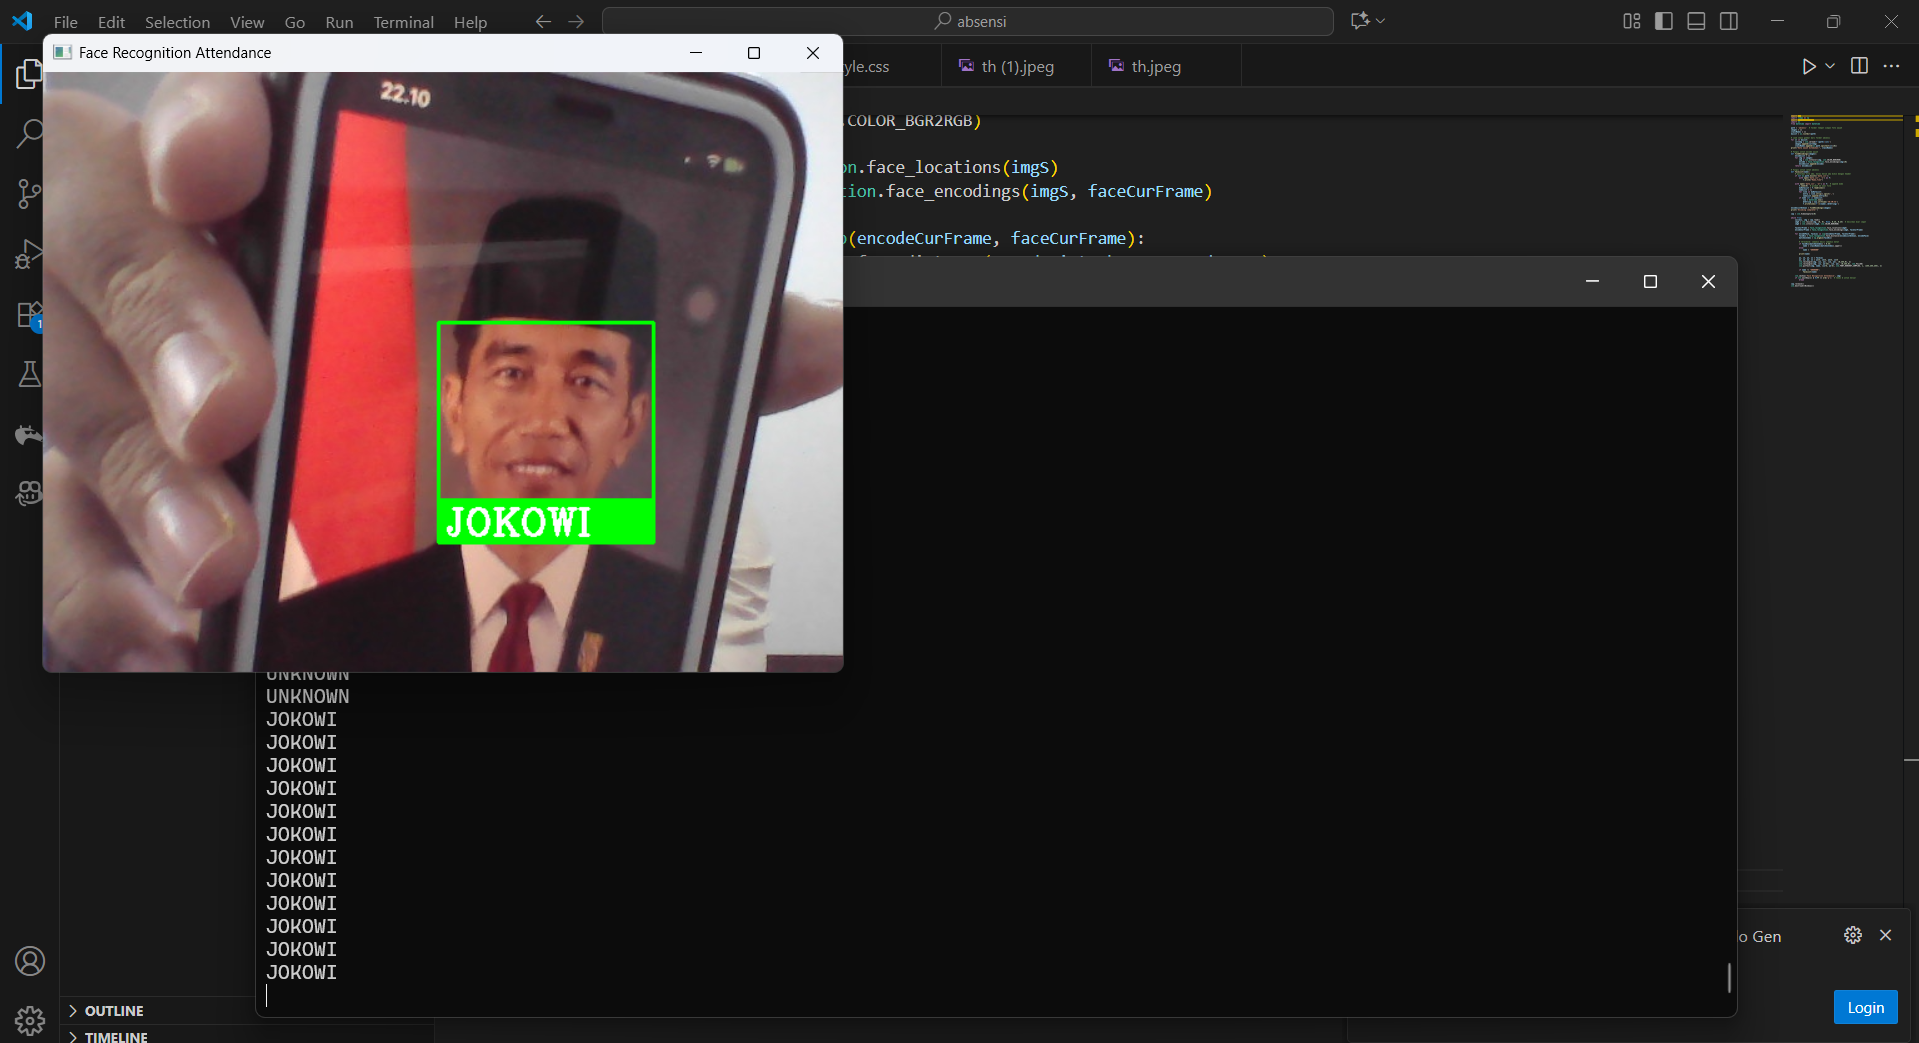 File Edit Selection View Go Run Terminal Help
absensi
Face Recognition Attendance
yle.css
th (1).jpeg
th.jpeg
22.10
.COLOR_BGR2RGB)
.face_locations(imgS)
tion.face_encodings(imgS, faceCurFrame)
(encodeCurFrame, faceCurFrame):
1
JOKOWI
UNKNOWN
UNKNOWN
JOKOWI
JOKOWI
JOKOWI
JOKOWI
JOKOWI
JOKOWI
JOKOWI
JOKOWI
JOKOWI
JOKOWI
JOKOWI
JOKOWI
o Gen
Login
OUTLINE
TIMELINE